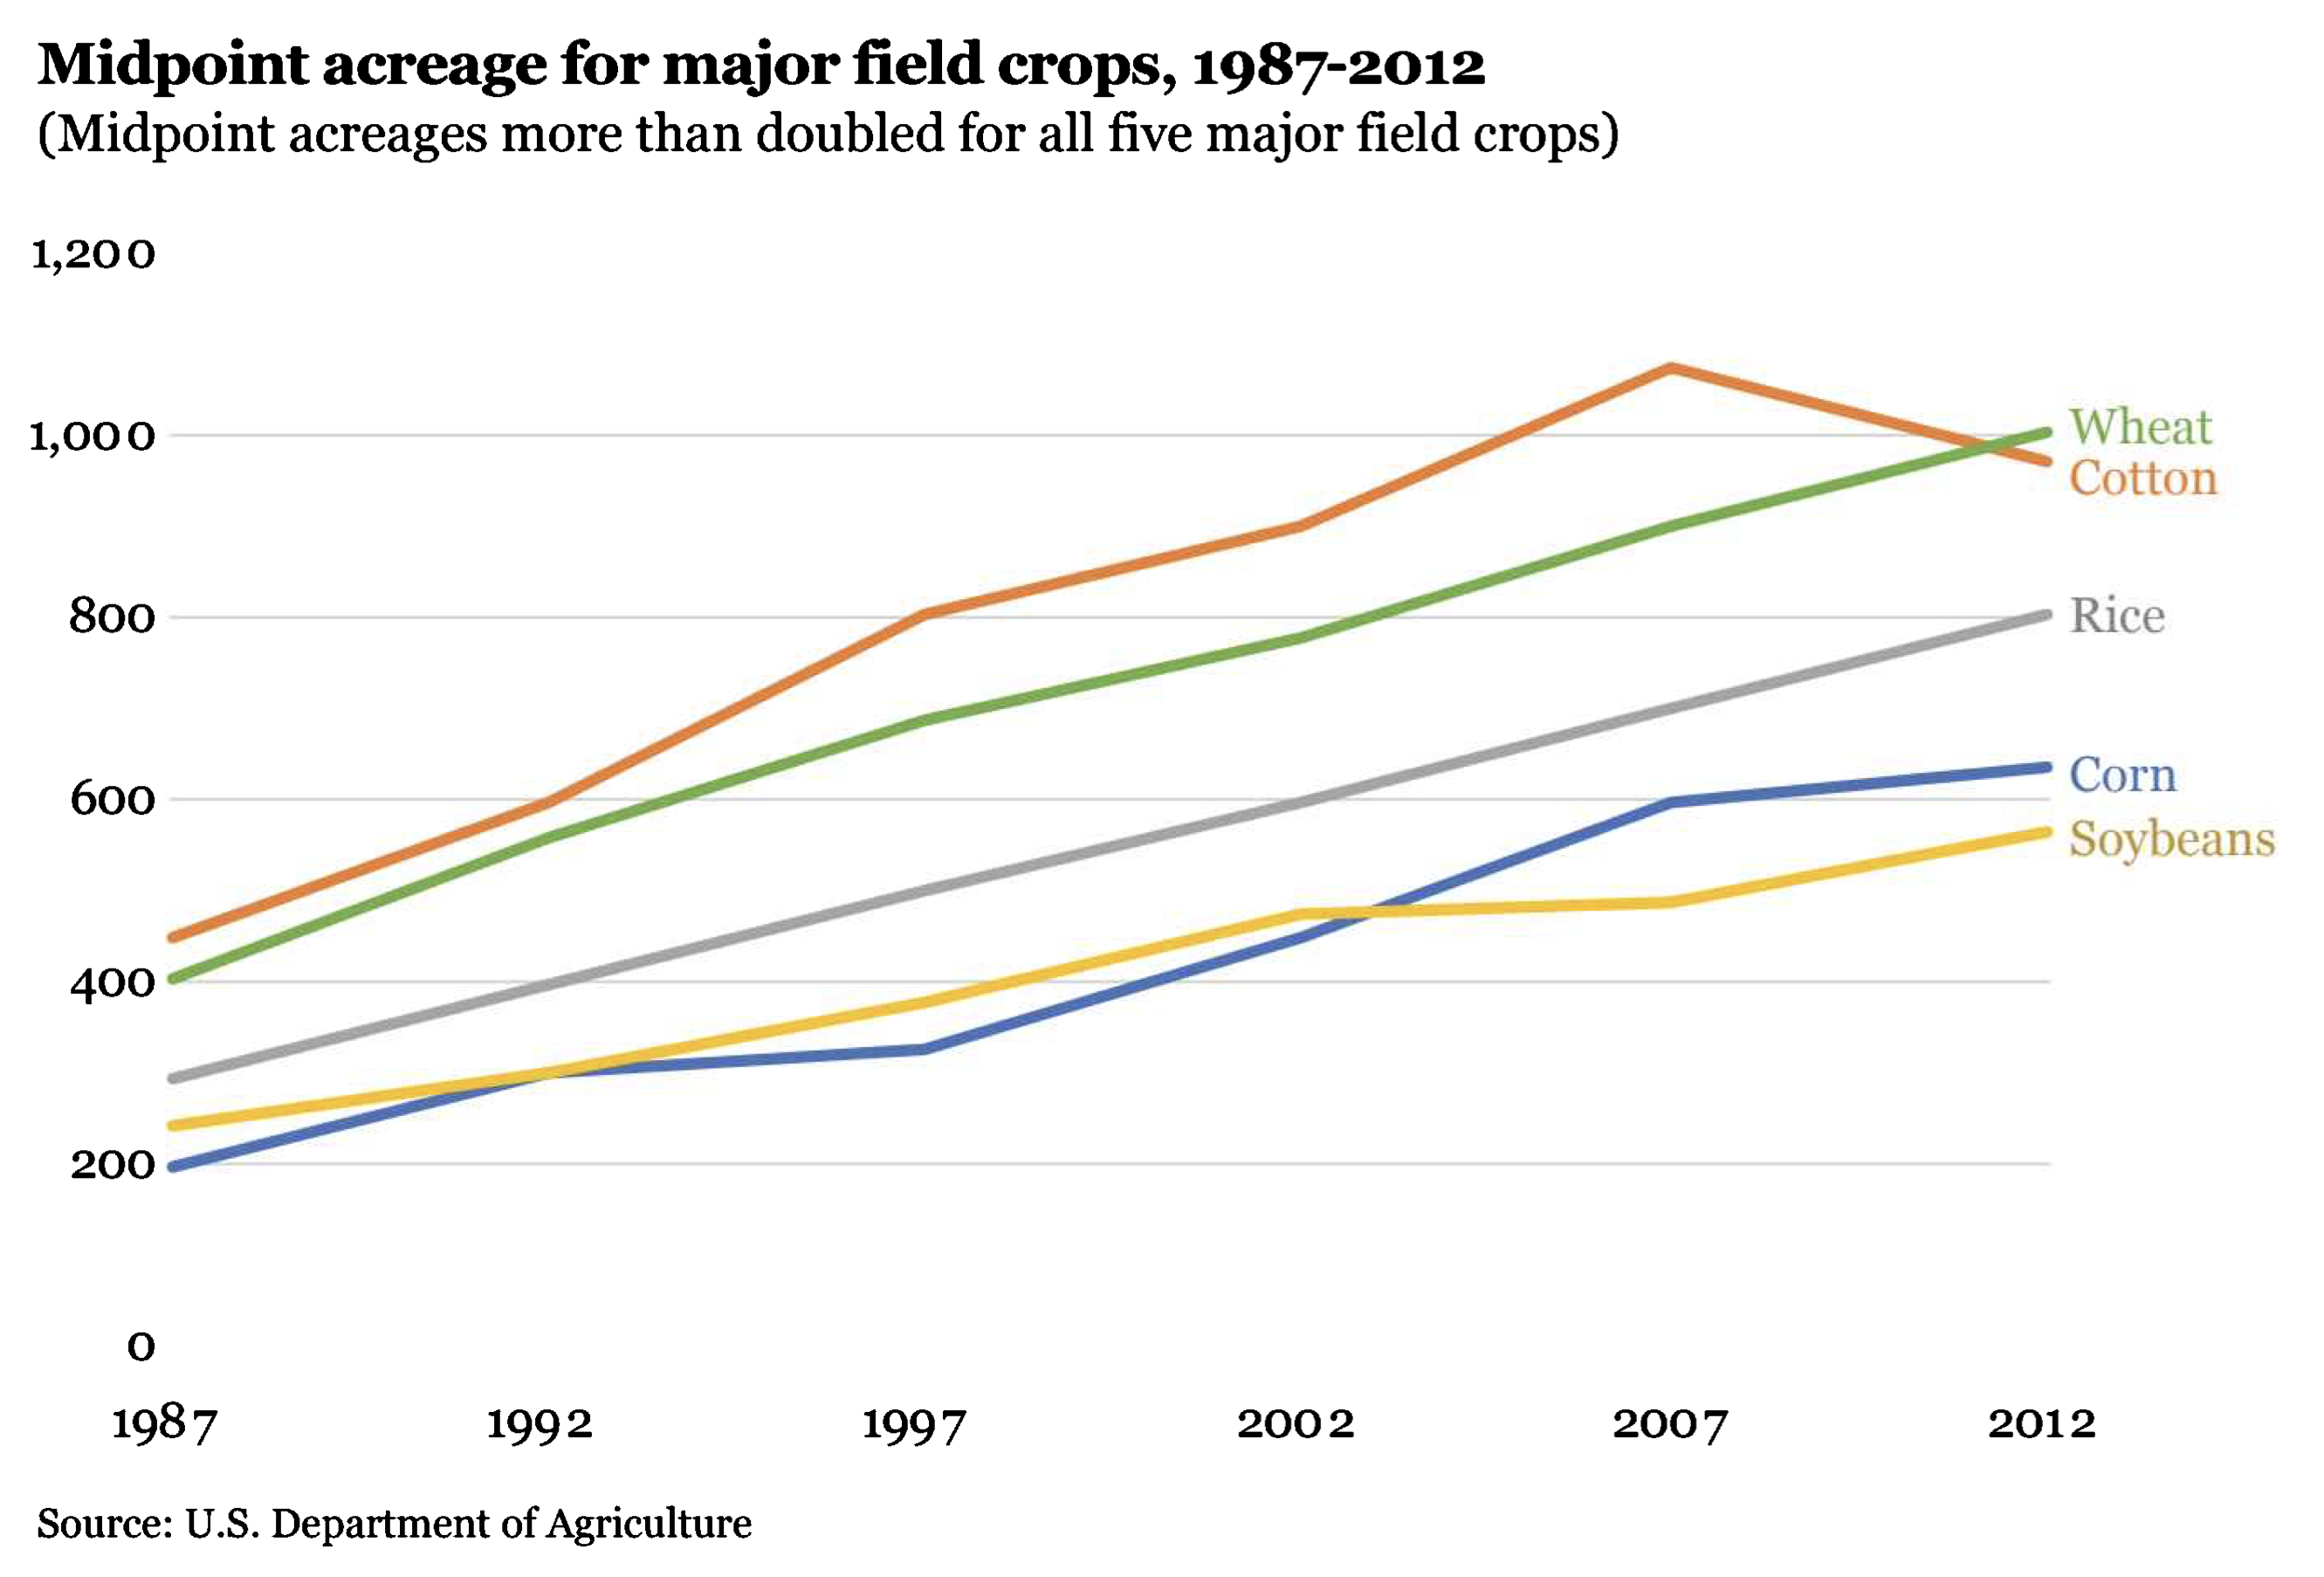 Midpoint acreage for major field crops, 1987-2012
(Midpoint acreages more than doubled for all five major field crops)
1,200
1,000
Wheat
Cotton
800
Rice
600
Corn
Soybeans
400
200
0
1987 1992 1997 2002 2007 2012
Source: U.S. Department of Agriculture